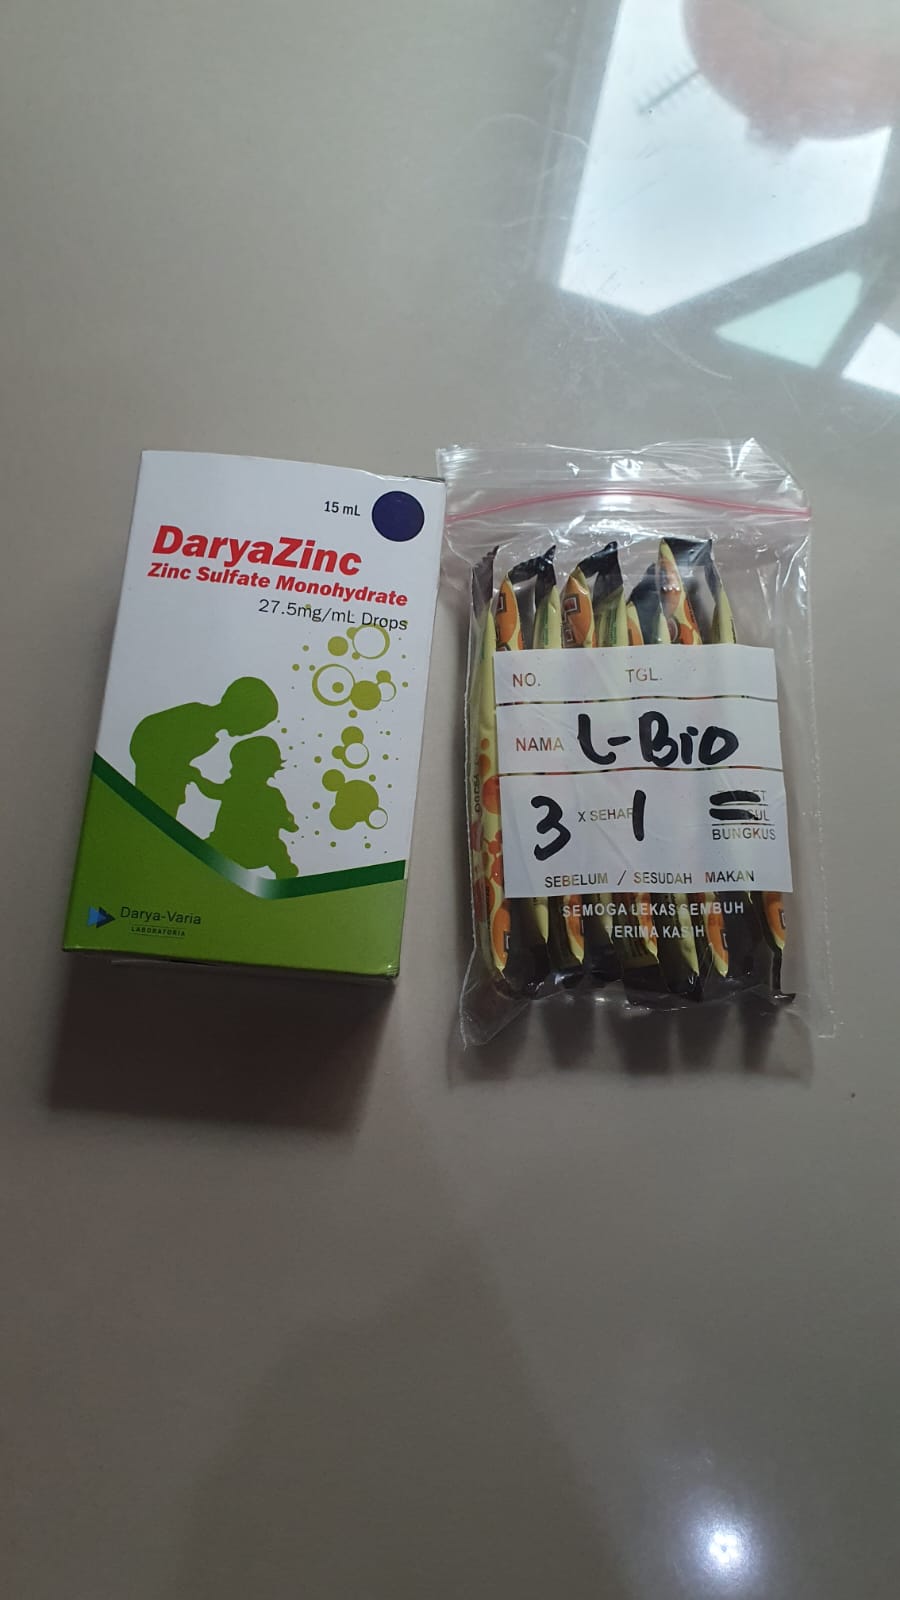 15 mL
DaryaZinc
Zinc Sulfate Monohydrate
27.5mg/mL Drops
Darya-Varia
LABORATORIA
NO. TGL.
NAMA L-Bio
3 X SEHARI 1
BUNGKUS
SEBELUM / SESUDAH MAKAN
SEMOGA LEKAS SEMBUH
TERIMA KASIH